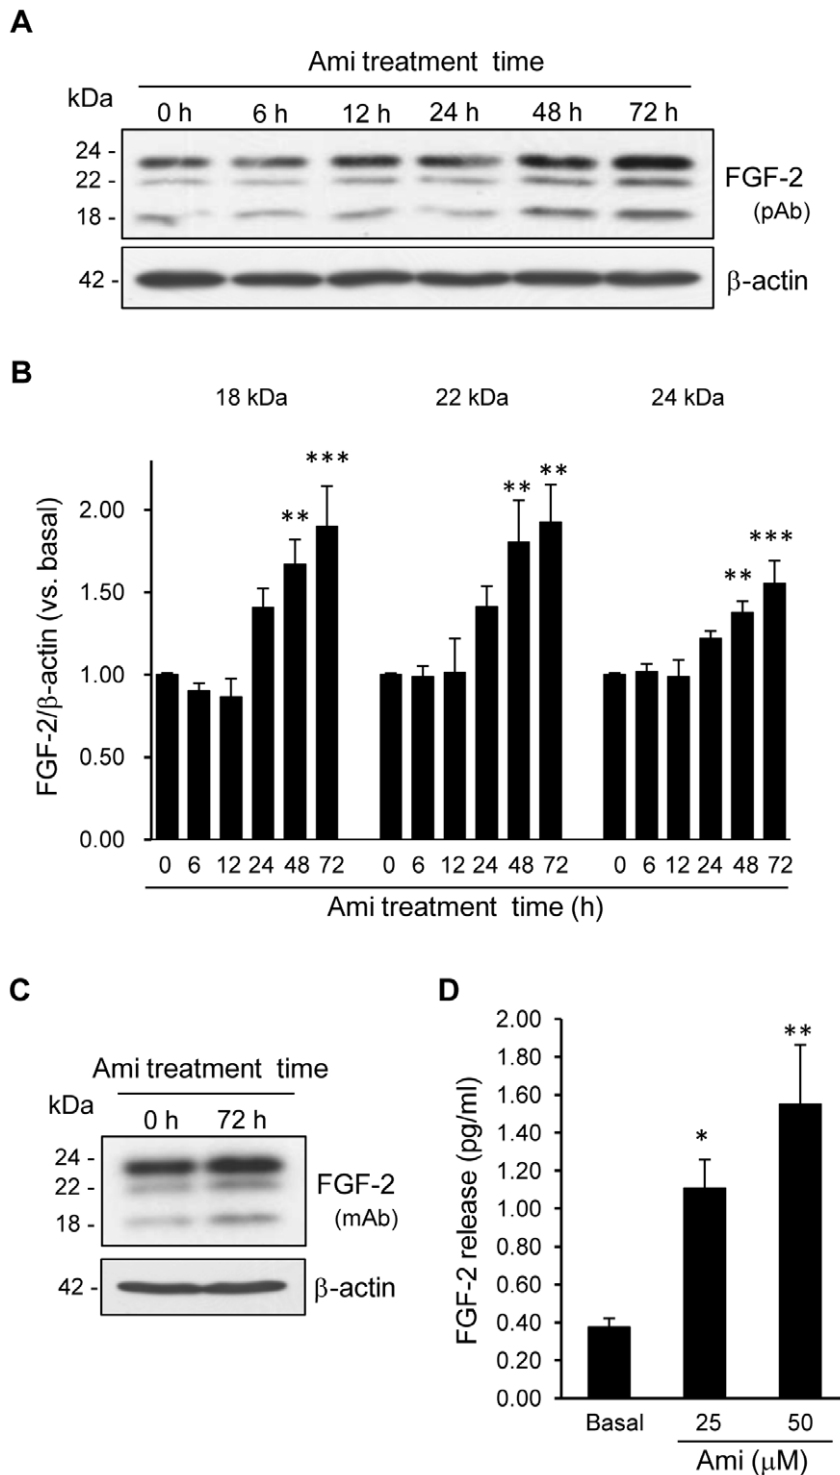 A
Ami treatment time
kDa
0 h 6 h 12 h 24 h 48 h 72 h
24 -
22 -
18 -
FGF-2
(pAb)
42 -
β-actin
B
18 kDa 22 kDa 24 kDa
FGF-2/β-actin (vs. basal)
2.00
1.50
1.00
0.50
0.00
** *** ** ** ** ***
0 6 12 24 48 72 0 6 12 24 48 72 0 6 12 24 48 72
Ami treatment time (h)
C
Ami treatment time
kDa
0 h 72 h
24 -
22 -
18 -
FGF-2
(mAb)
42 -
β-actin
D
FGF-2 release (pg/ml)
2.00
1.80
1.60
1.40
1.20
1.00
0.80
0.60
0.40
0.20
0.00
* **
Basal 25 50
Ami (μM)